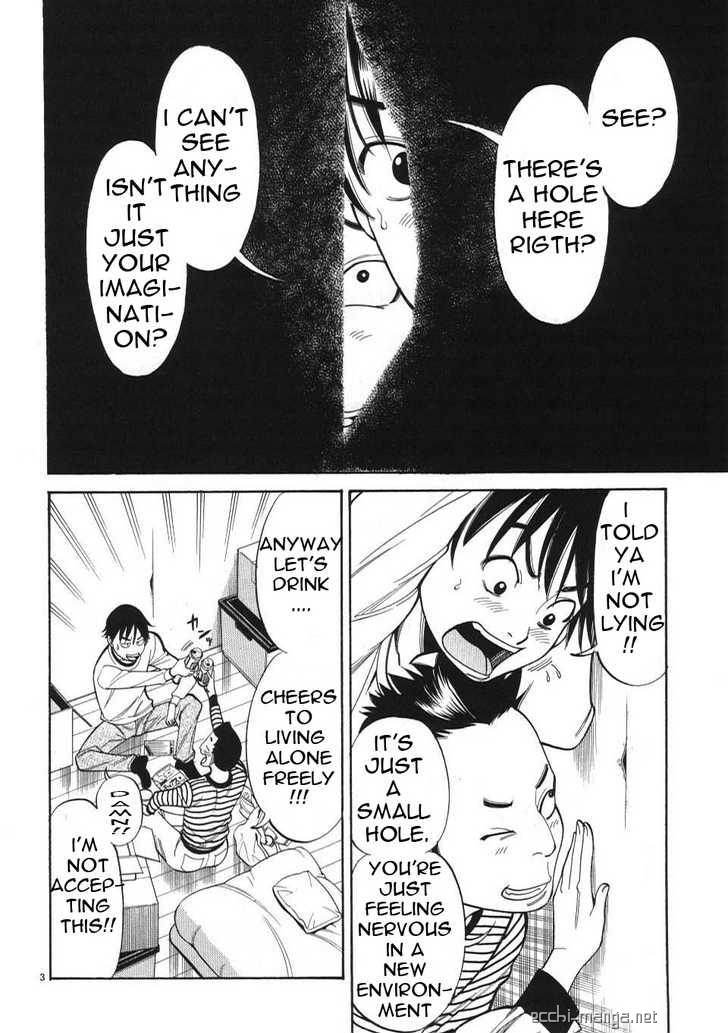 SEE?
THERE'S
A HOLE
HERE
RIGTH?
I CAN'T
SEE
ANY-
THING
ISN'T
IT
JUST
YOUR
IMAGI-
NATI-
ON?
I
TOLD
YA
I'M
NOT
LYING
!!
IT'S
JUST
A
SMALL
HOLE.
YOU'RE
JUST
FEELING
NERVOUS
IN A
NEW
ENVIRON-
MENT
ANYWAY
LET'S
DRINK
....
CHEERS
TO
LIVING
ALONE
FREELY
!!!
DAMN!!
I'M
NOT
ACCEP-
TING
THIS!!
カッ
3
ecchi-manga.net